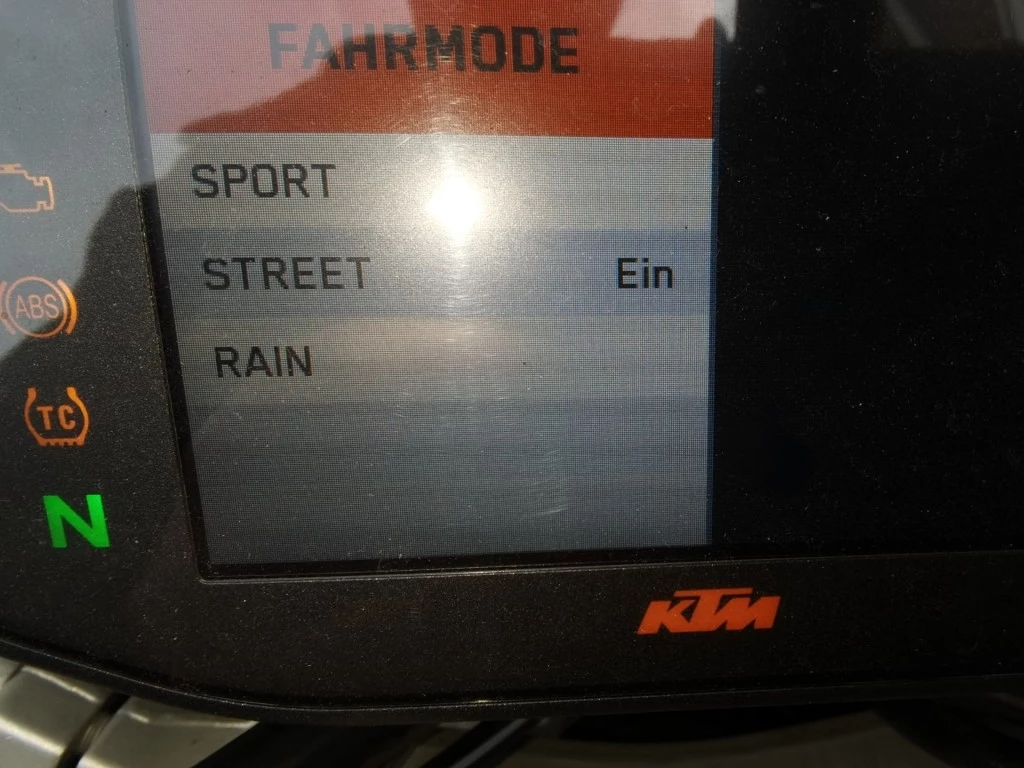 FAHRMODE
SPORT
STREET Ein
RAIN
ABS
TC
N
KTM